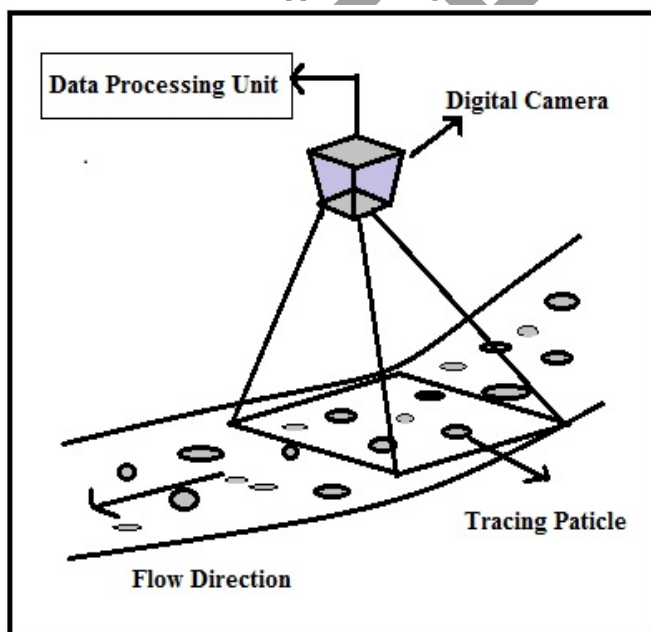 Data Processing Unit
Digital Camera
Tracing Paticle
Flow Direction